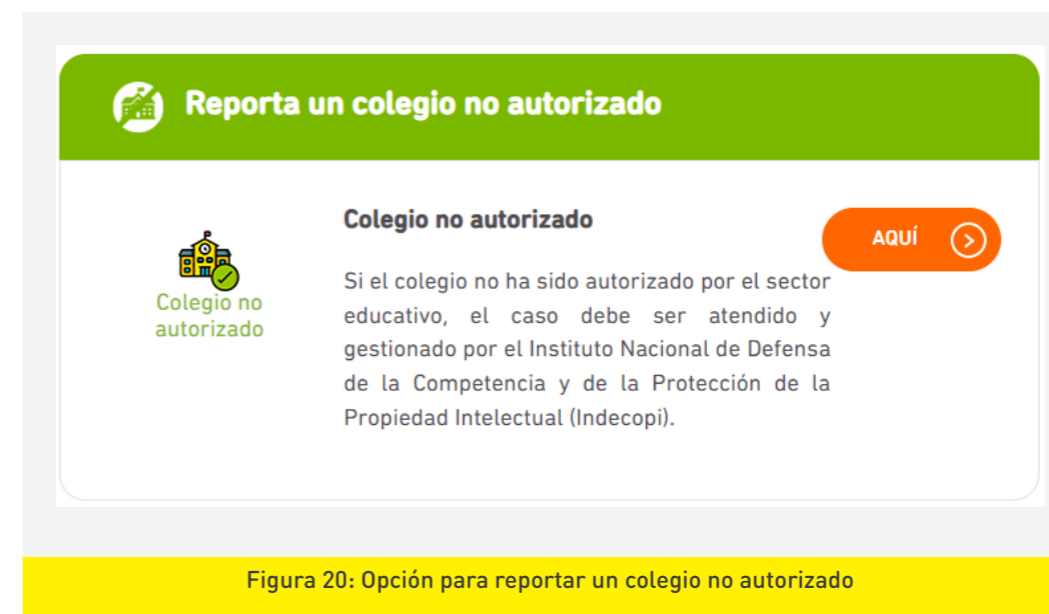 Reporta un colegio no autorizado
Colegio no
autorizado
Colegio no autorizado
Si el colegio no ha sido autorizado por el sector
educativo, el caso debe ser atendido y
gestionado por el Instituto Nacional de Defensa
de la Competencia y de la Protección de la
Propiedad Intelectual (Indecopi).
AQUÍ
Figura 20: Opción para reportar un colegio no autorizado